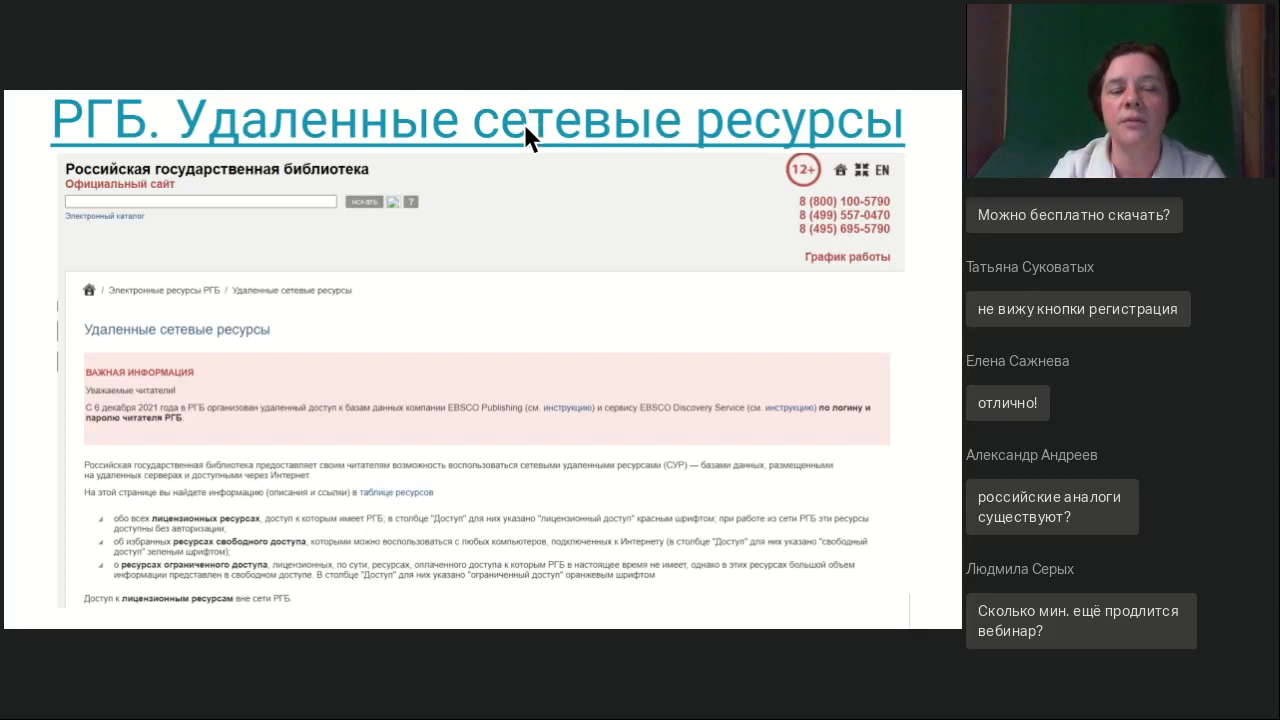 РГБ. Удаленные сетевые ресурсы
Российская государственная библиотека
Официальный сайт
искать
?
Электронный каталог
12+
EN
8 (800) 100-5790
8 (499) 557-0470
8 (495) 695-5790
График работы
/ Электронные ресурсы РГБ / Удаленные сетевые ресурсы
Удаленные сетевые ресурсы
ВАЖНАЯ ИНФОРМАЦИЯ
Уважаемые читатели!
С 6 декабря 2021 года в РГБ организован удаленный доступ к базам данных компании EBSCO Publishing (см. инструкцию) и сервису EBSCO Discovery Service (см. инструкцию) по логину и
паролю читателя РГБ.
Российская государственная библиотека предоставляет своим читателям возможность воспользоваться сетевыми удаленными ресурсами (СУР) — базами данных, размещенными
на удаленных серверах и доступными через Интернет.
На этой странице вы найдете информацию (описания и ссылки) в таблице ресурсов
обо всех лицензионных ресурсах, доступ к которым имеет РГБ; в столбце "Доступ" для них указано "лицензионный доступ" красным шрифтом; при работе из сети РГБ эти ресурсы
доступны без авторизации;
об избранных ресурсах свободного доступа, которыми можно воспользоваться с любых компьютеров, подключенных к Интернету (в столбце "Доступ" для них указано "свободный
доступ" зеленым шрифтом);
о ресурсах ограниченного доступа, лицензионных, по сути, ресурсах, оплаченного доступа к которым РГБ в настоящее время не имеет, однако в этих ресурсах большой объем
информации представлен в свободном доступе. В столбце "Доступ" для них указано "ограниченный доступ" оранжевым шрифтом
Доступ к лицензионным ресурсам вне сети РГБ.
Можно бесплатно скачать?
Татьяна Суковатых
не вижу кнопки регистрация
Елена Сажнева
отлично!
Александр Андреев
российские аналоги
существуют?
Людмила Серых
Сколько мин. ещё продлится
вебинар?